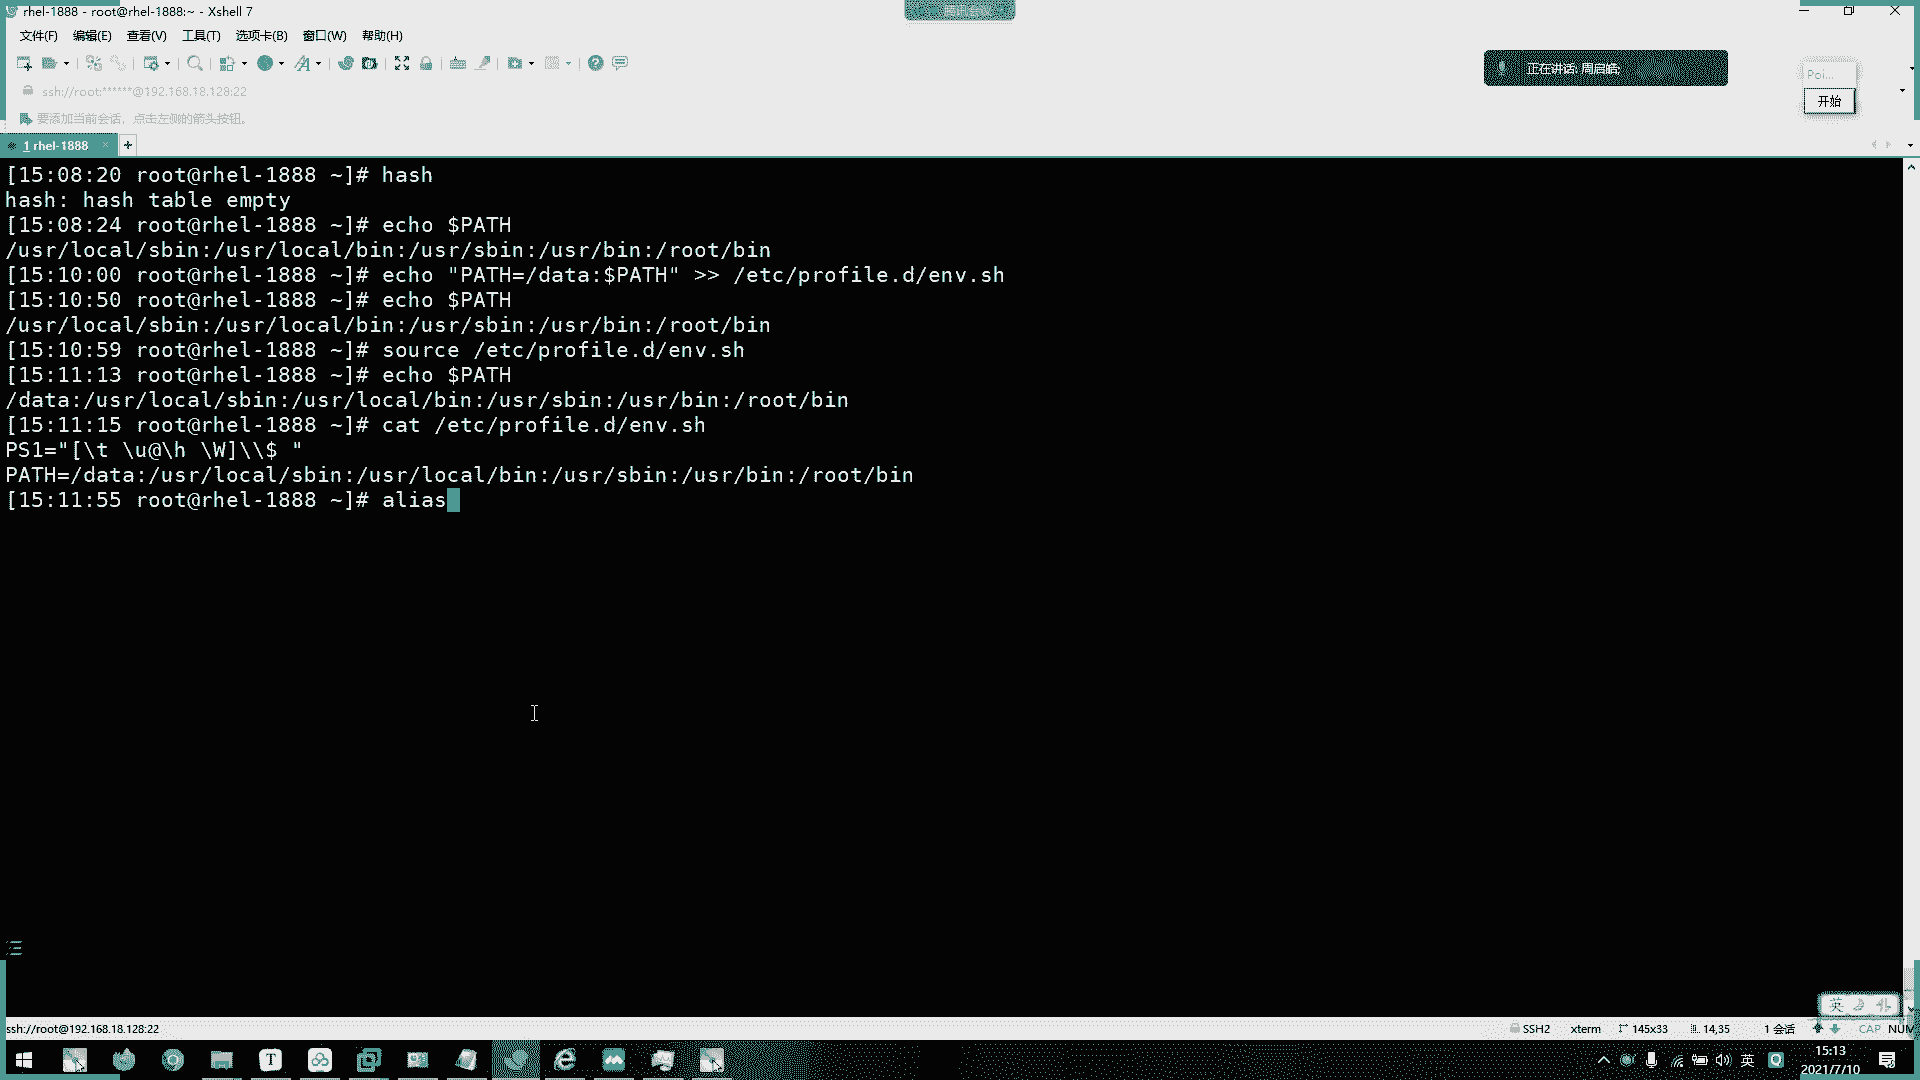 rhel-1888 - root@rhel-1888:~ - Xshell 7
腾讯会议
文件(F) 编辑(E) 查看(V) 工具(T) 选项卡(B) 窗口(W) 帮助(H)
正在讲话: 周启皓;
Poi...
开始
ssh://root:******@192.168.18.128:22
要添加当前会话，点击左侧的箭头按钮。
1 rhel-1888
[15:08:20 root@rhel-1888 ~]# hash
hash: hash table empty
[15:08:24 root@rhel-1888 ~]# echo $PATH
/usr/local/sbin:/usr/local/bin:/usr/sbin:/usr/bin:/root/bin
[15:10:00 root@rhel-1888 ~]# echo "PATH=/data:$PATH" >> /etc/profile.d/env.sh
[15:10:50 root@rhel-1888 ~]# echo $PATH
/usr/local/sbin:/usr/local/bin:/usr/sbin:/usr/bin:/root/bin
[15:10:59 root@rhel-1888 ~]# source /etc/profile.d/env.sh
[15:11:13 root@rhel-1888 ~]# echo $PATH
/data:/usr/local/sbin:/usr/local/bin:/usr/sbin:/usr/bin:/root/bin
[15:11:15 root@rhel-1888 ~]# cat /etc/profile.d/env.sh
PS1="[\t \u@\h \W]\\$ "
PATH=/data:/usr/local/sbin:/usr/local/bin:/usr/sbin:/usr/bin:/root/bin
[15:11:55 root@rhel-1888 ~]# alias
英
ssh://root@192.168.18.128:22 SSH2 xterm 145x33 14,35 1 会话 CAP NUM
英
15:13
2021/7/10